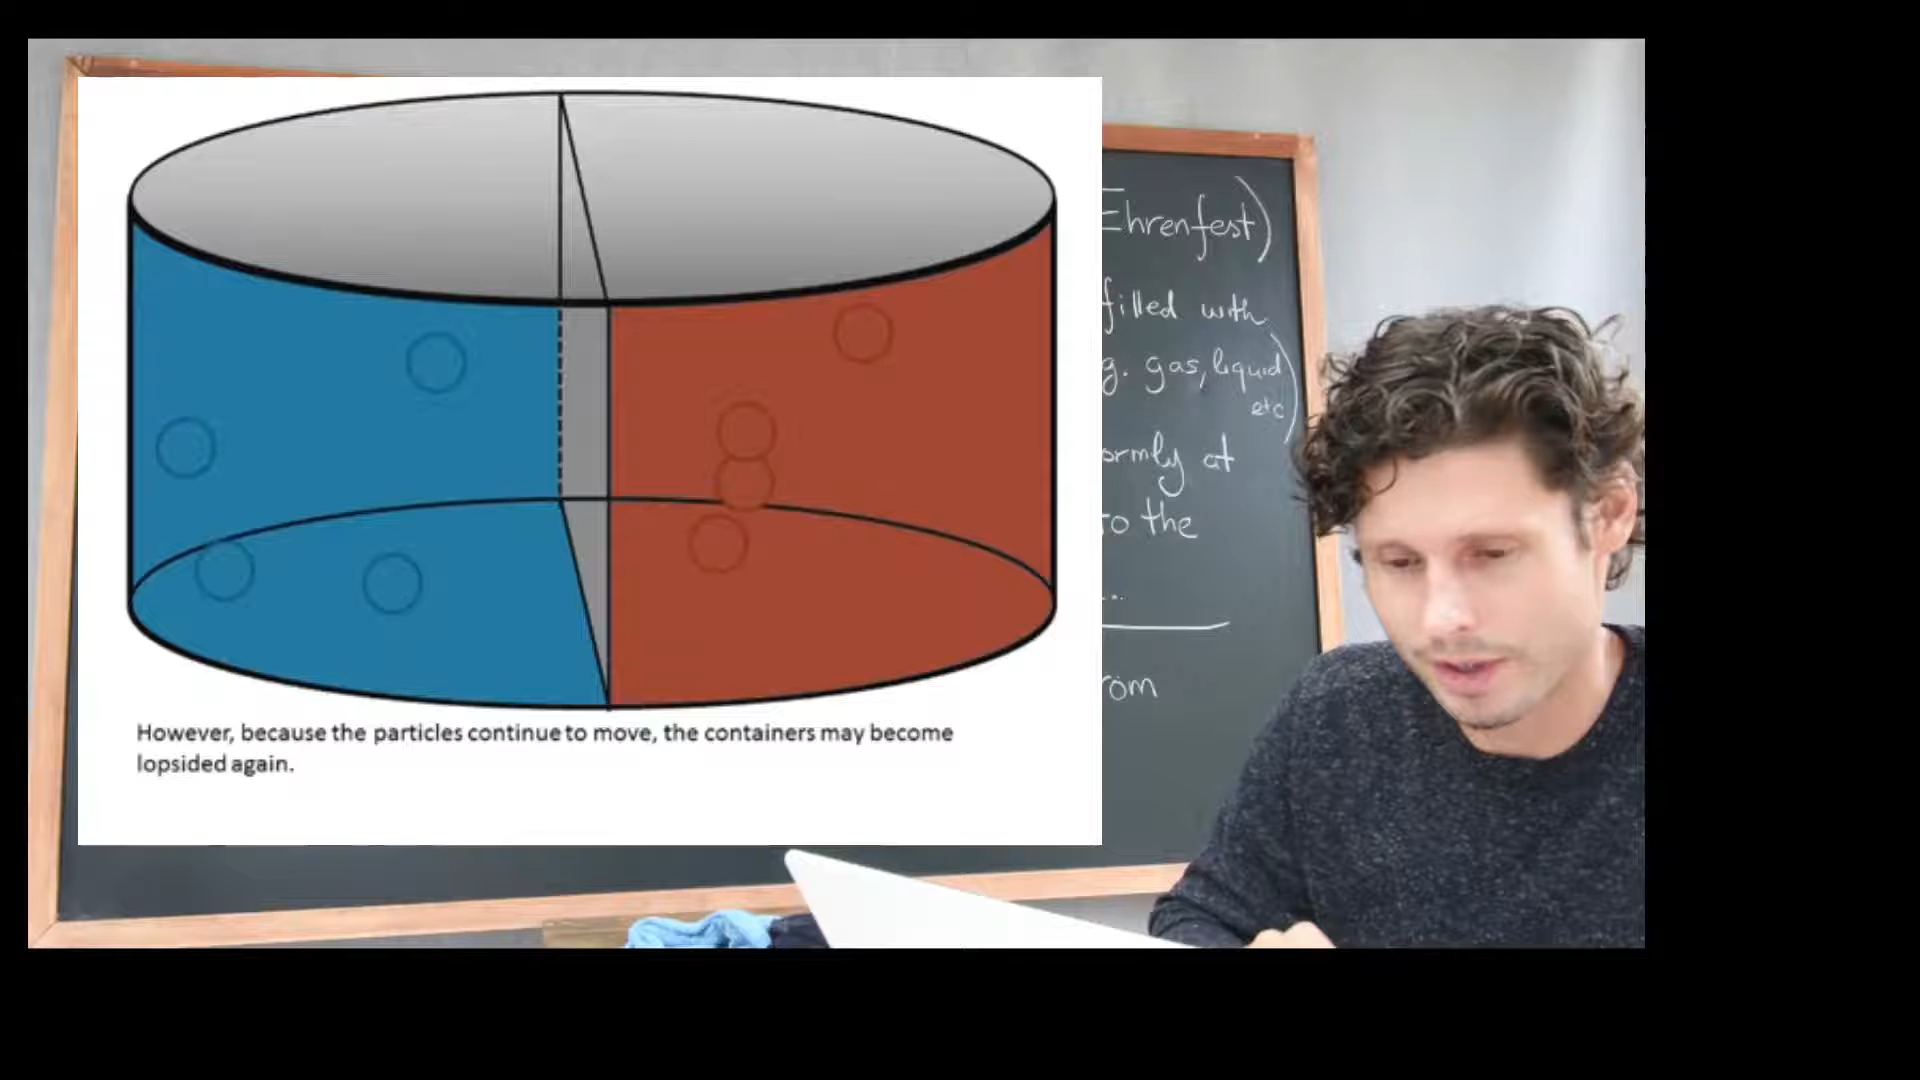 However, because the particles continue to move, the containers may become
lopsided again.
Ehrenfest)
filled with
g. gas, liquid)
etc
ormly at
to the
...
rom